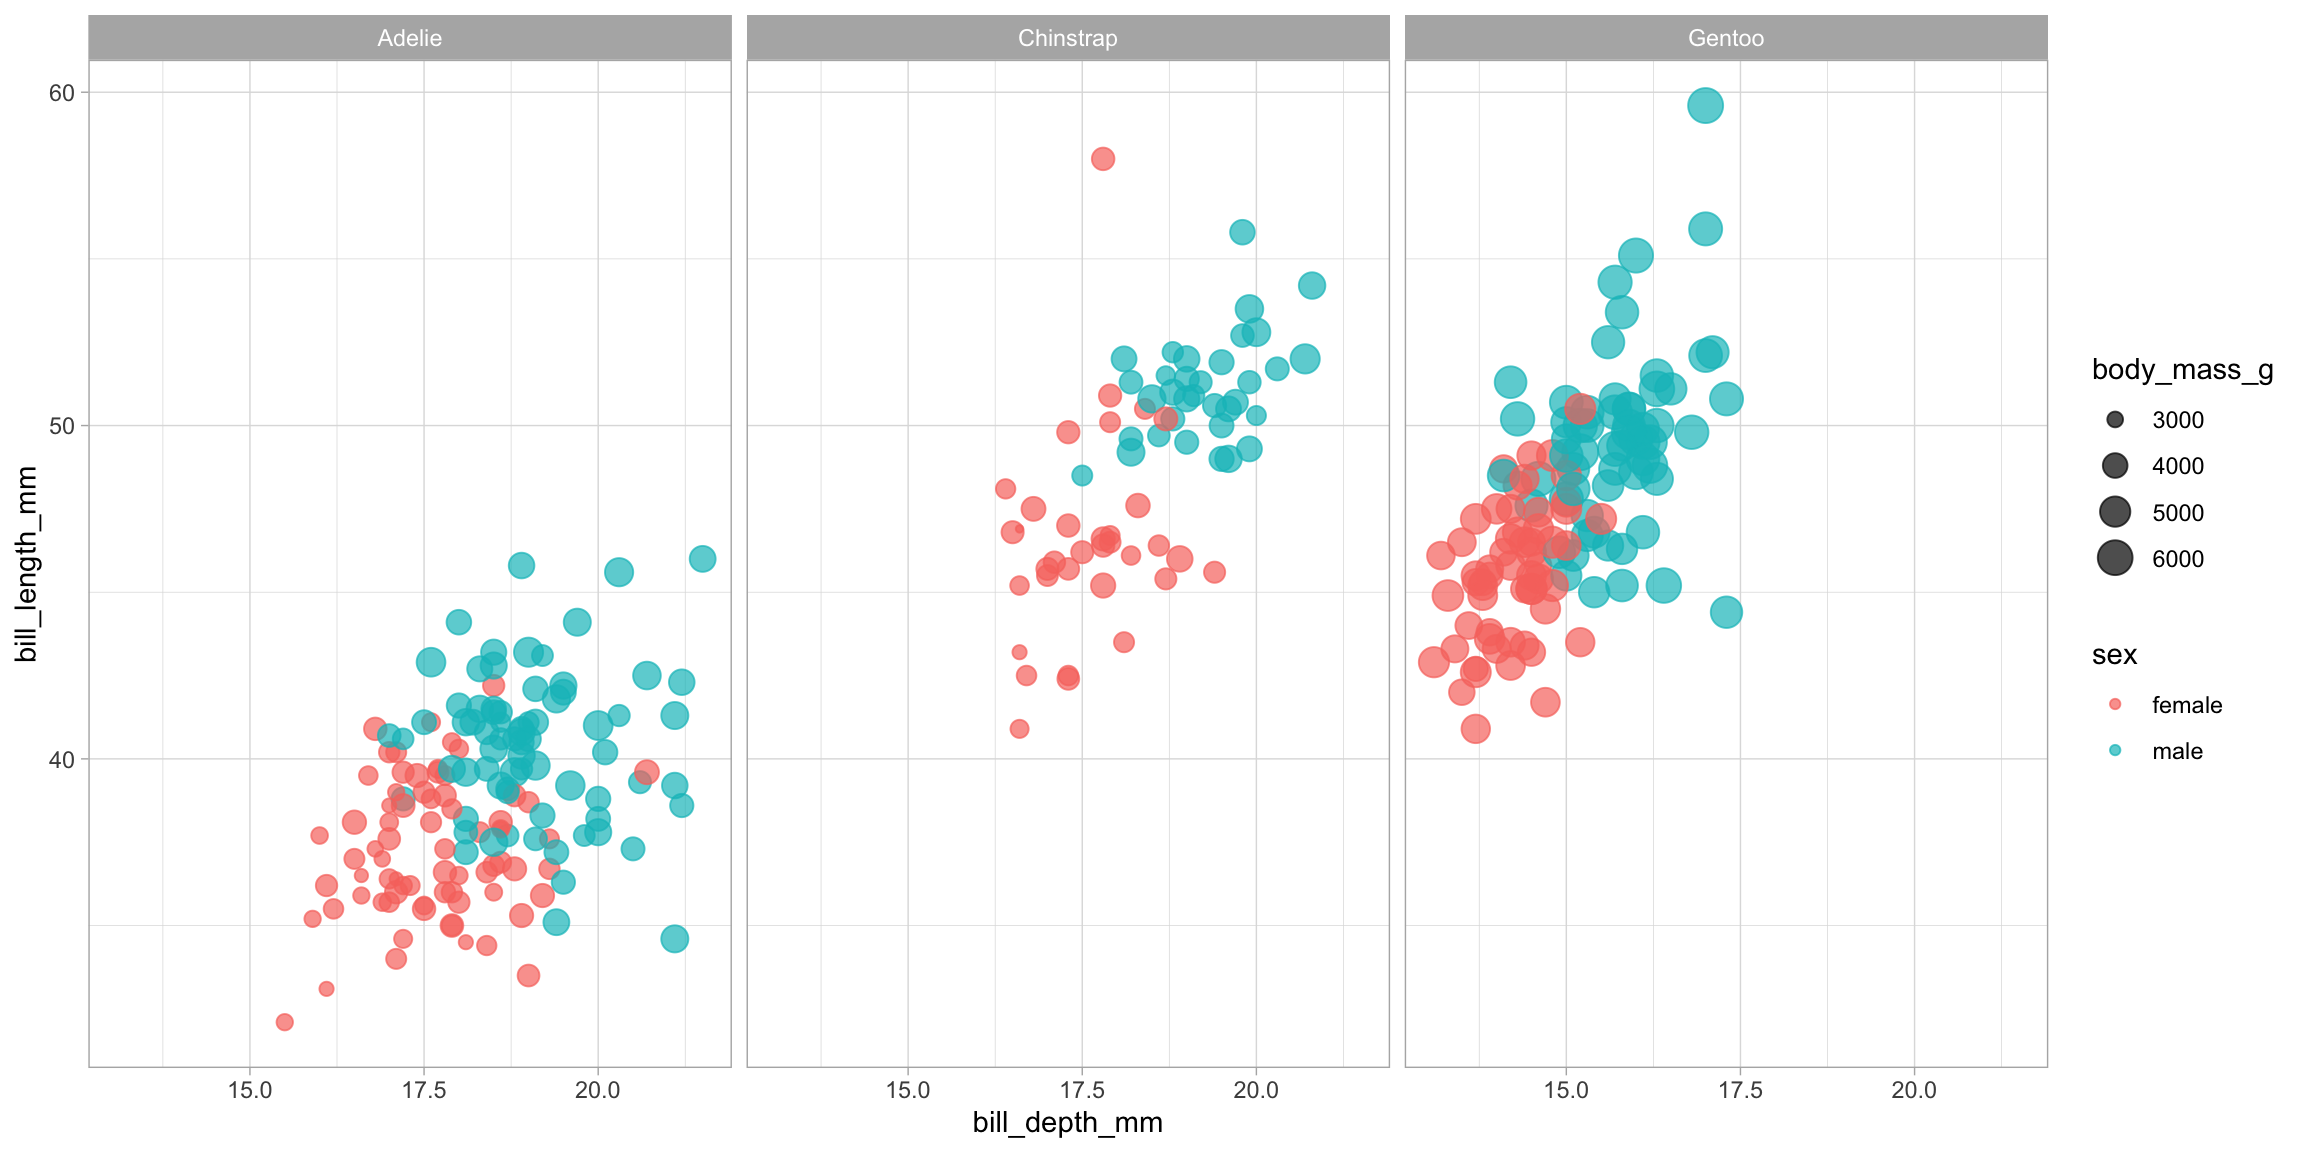 Adelie
Chinstrap
Gentoo
60
50
40
bill_length_mm
15.0 17.5 20.0
15.0 17.5 20.0
15.0 17.5 20.0
bill_depth_mm
body_mass_g
3000
4000
5000
6000
sex
female
male